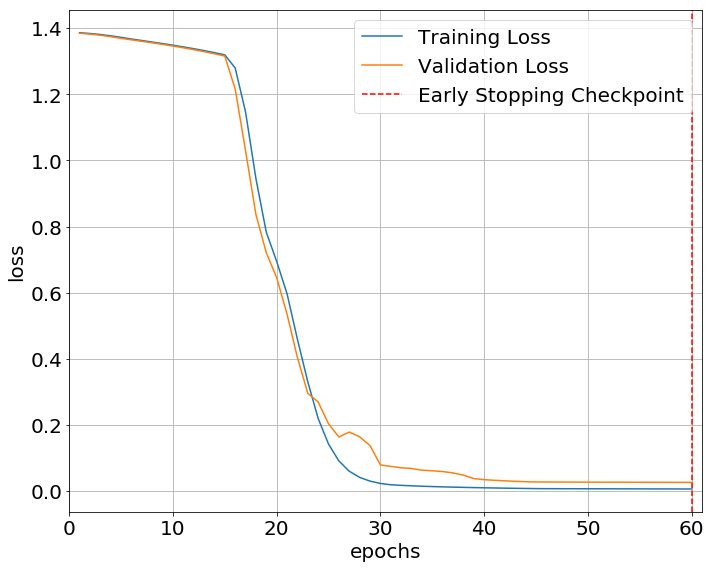 Training Loss
Validation Loss
Early Stopping Checkpoint
1.4
1.2
1.0
0.8
0.6
0.4
0.2
0.0
loss
0 10 20 30 40 50 60
epochs